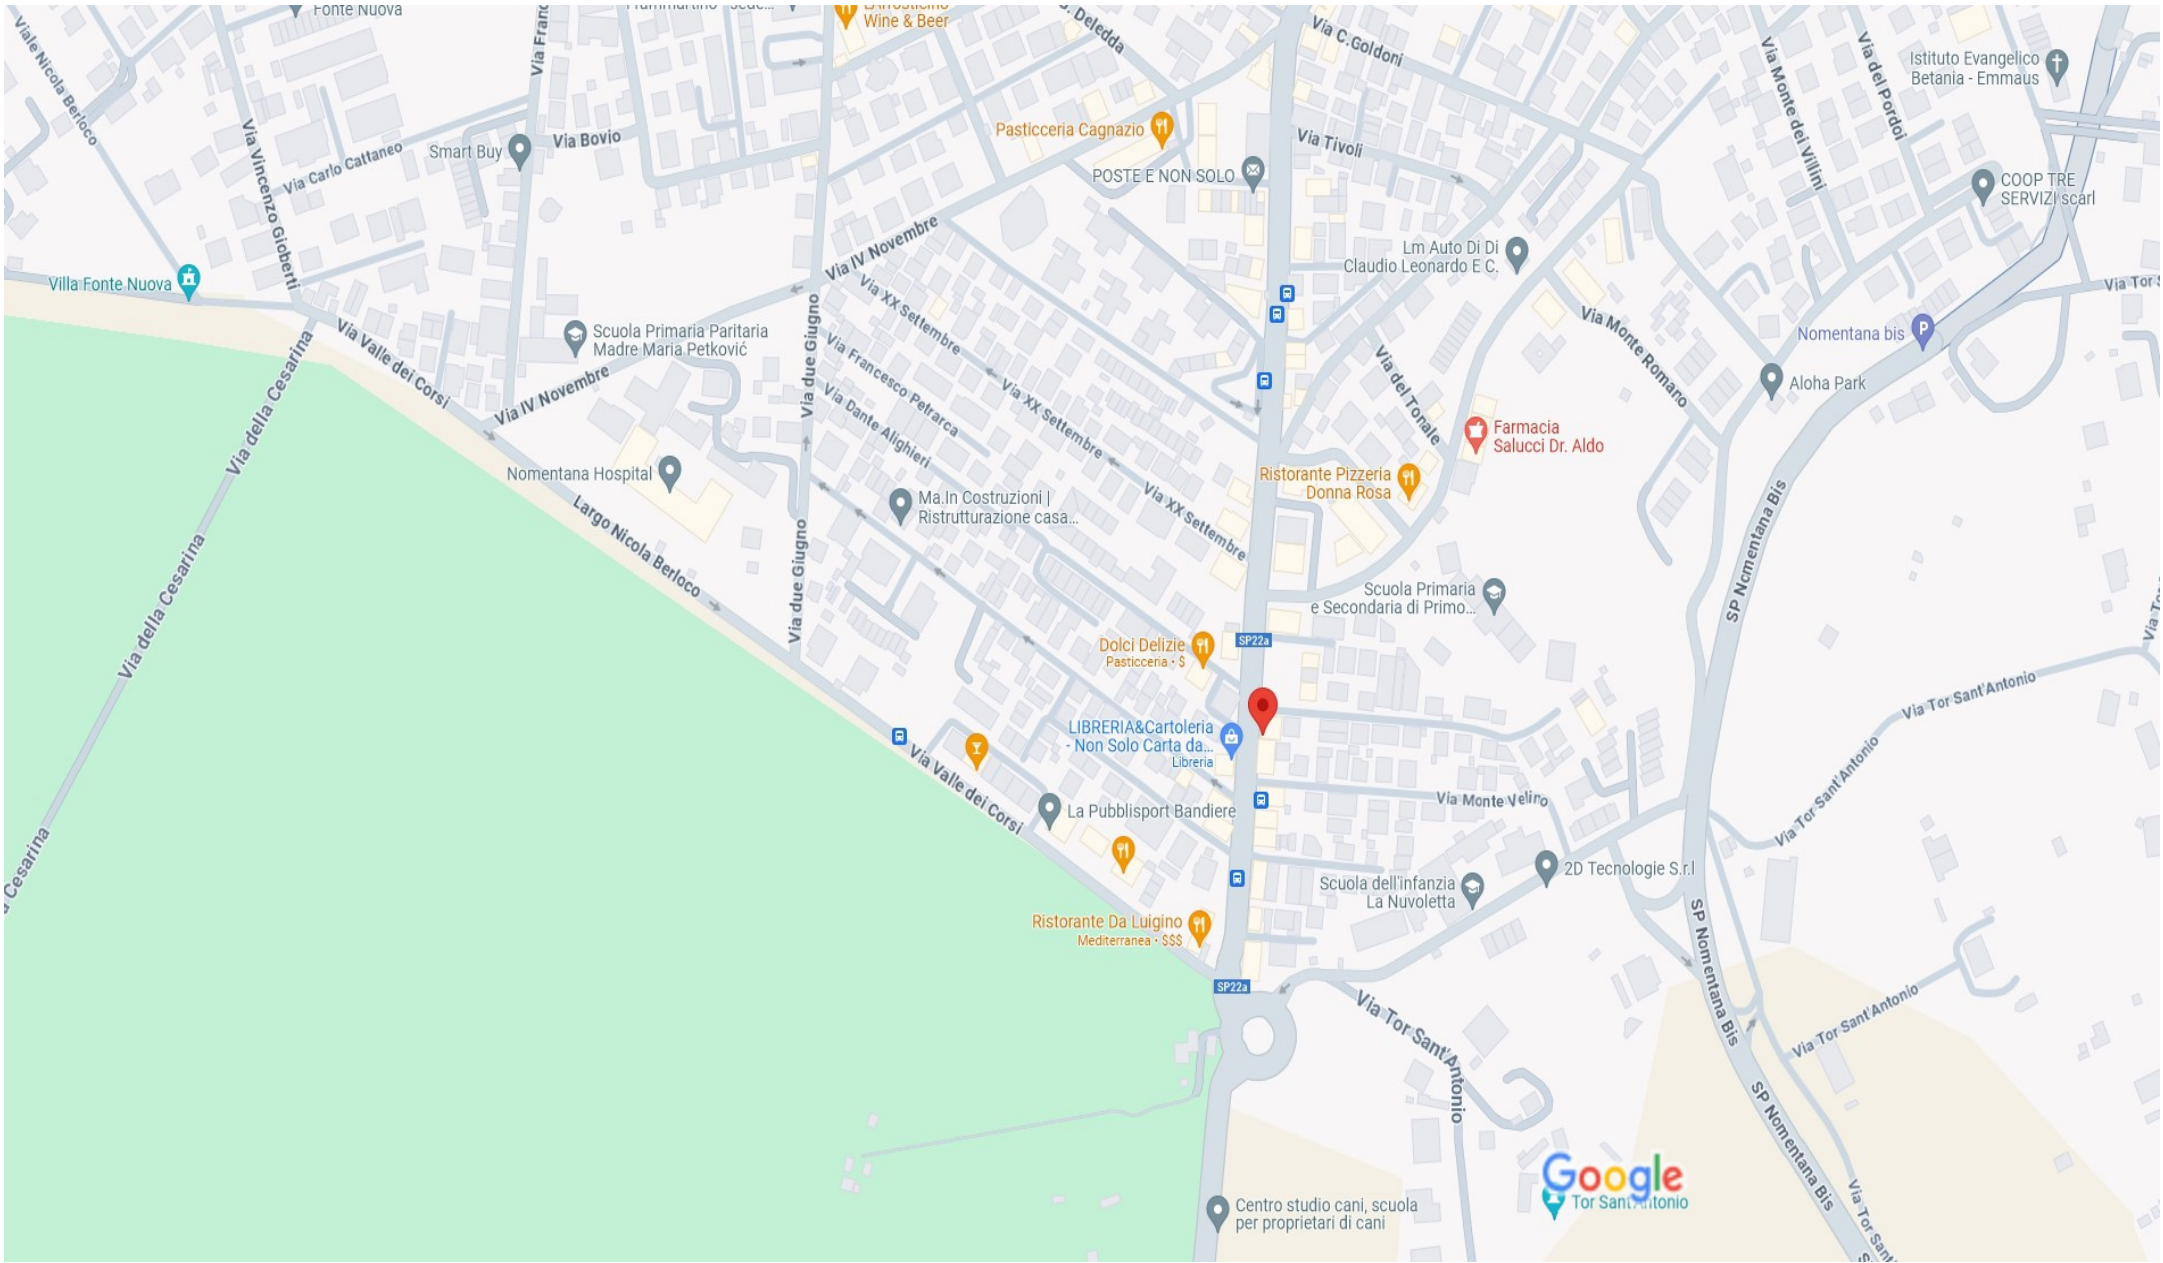 Fonte Nuova
Viale Nicola Berloco
Via Vincenzo Gioberti
Via Carlo Cattaneo
Smart Buy
Via Bovio
Wine & Beer
Deledda
Via C.Goldoni
Pasticceria Cagnazio
POSTE E NON SOLO
Via Tivoli
Via Monte dei Villini
Via del Pordoi
Istituto Evangelico
Betania - Emmaus
COOP TRE
SERVIZI scarl
Villa Fonte Nuova
Via IV Novembre
Lm Auto Di Di
Claudio Leonardo E C.
Via Tor
Nomentana bis
P
Via Valle dei Corsi
Scuola Primaria Paritaria
Madre Maria Petković
Via IV Novembre
Via due Giugno
Via XX Settembre
Via Francesco Petrarca
Via XX Settembre
Via Dante Alighieri
Via XX Settembre
Via Monte Romano
Via del Tonale
Aloha Park
Via della Cesarina
Farmacia
Salucci Dr. Aldo
Nomentana Hospital
Ristorante Pizzeria
Donna Rosa
Ma.In Costruzioni |
Ristrutturazione casa...
Largo Nicola Berloco
Via due Giugno
SP Nomentana Bis
Via della Cesarina
Scuola Primaria
e Secondaria di Primo...
Dolci Delizie
Pasticceria · $
SP22a
Via Tor Sant'Antonio
LIBRERIA&Cartoleria
- Non Solo Carta da...
Libreria
Via Valle dei Corsi
La Pubblisport Bandiere
Via Monte Velino
Via Tor Sant'Antonio
Cesarina
2D Tecnologie S.r.l
Scuola dell'infanzia
La Nuvoletta
Ristorante Da Luigino
Mediterranea · $$$
SP22a
SP Nomentana Bis
Via Tor Sant'Antonio
Via Tor Sant'Antonio
SP Nomentana Bis
Google
Tor Sant'Antonio
Centro studio cani, scuola
per proprietari di cani
Via Tor Sant